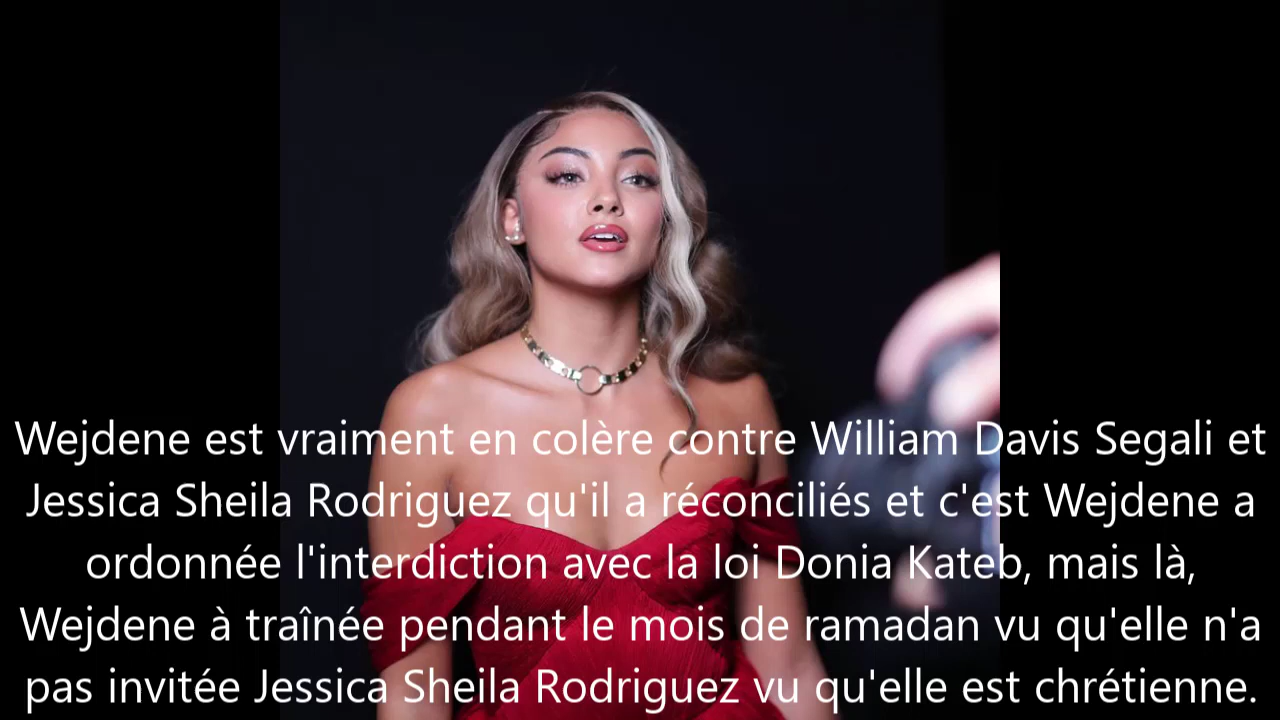 Wejdene est vraiment en colère contre William Davis Segali et
Jessica Sheila Rodriguez qu'il a réconciliés et c'est Wejdene a
ordonnée l'interdiction avec la loi Donia Kateb, mais là,
Wejdene à traînée pendant le mois de ramadan vu qu'elle n'a
pas invitée Jessica Sheila Rodriguez vu qu'elle est chrétienne.